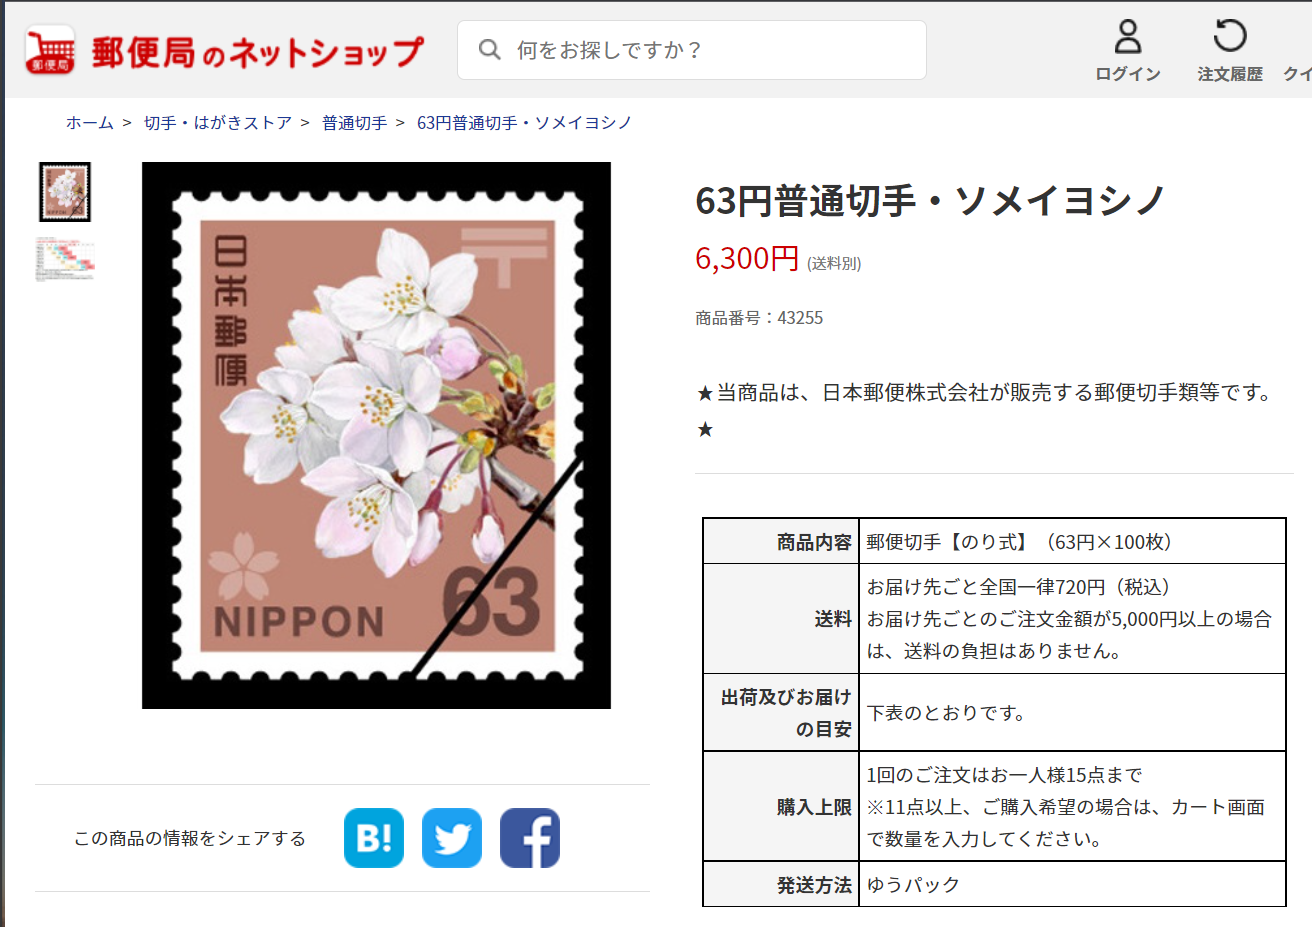 郵便局
郵便局のネットショップ
何をお探しですか？
ログイン
注文履歴
クイ
ホーム > 切手・はがきストア > 普通切手 > 63円普通切手・ソメイヨシノ
日本郵便
63
NIPPON
63円普通切手・ソメイヨシノ
6,300円 (送料別)
商品番号：43255
★当商品は、日本郵便株式会社が販売する郵便切手類等です。
★
商品内容 郵便切手【のり式】（63円×100枚）
送料 お届け先ごと全国一律720円（税込）
お届け先ごとのご注文金額が5,000円以上の場合
は、送料の負担はありません。
出荷及びお届け
の目安
下表のとおりです。
購入上限 1回のご注文はお一人様15点まで
※11点以上、ご購入希望の場合は、カート画面
で数量を入力してください。
発送方法 ゆうパック
この商品の情報をシェアする
B!